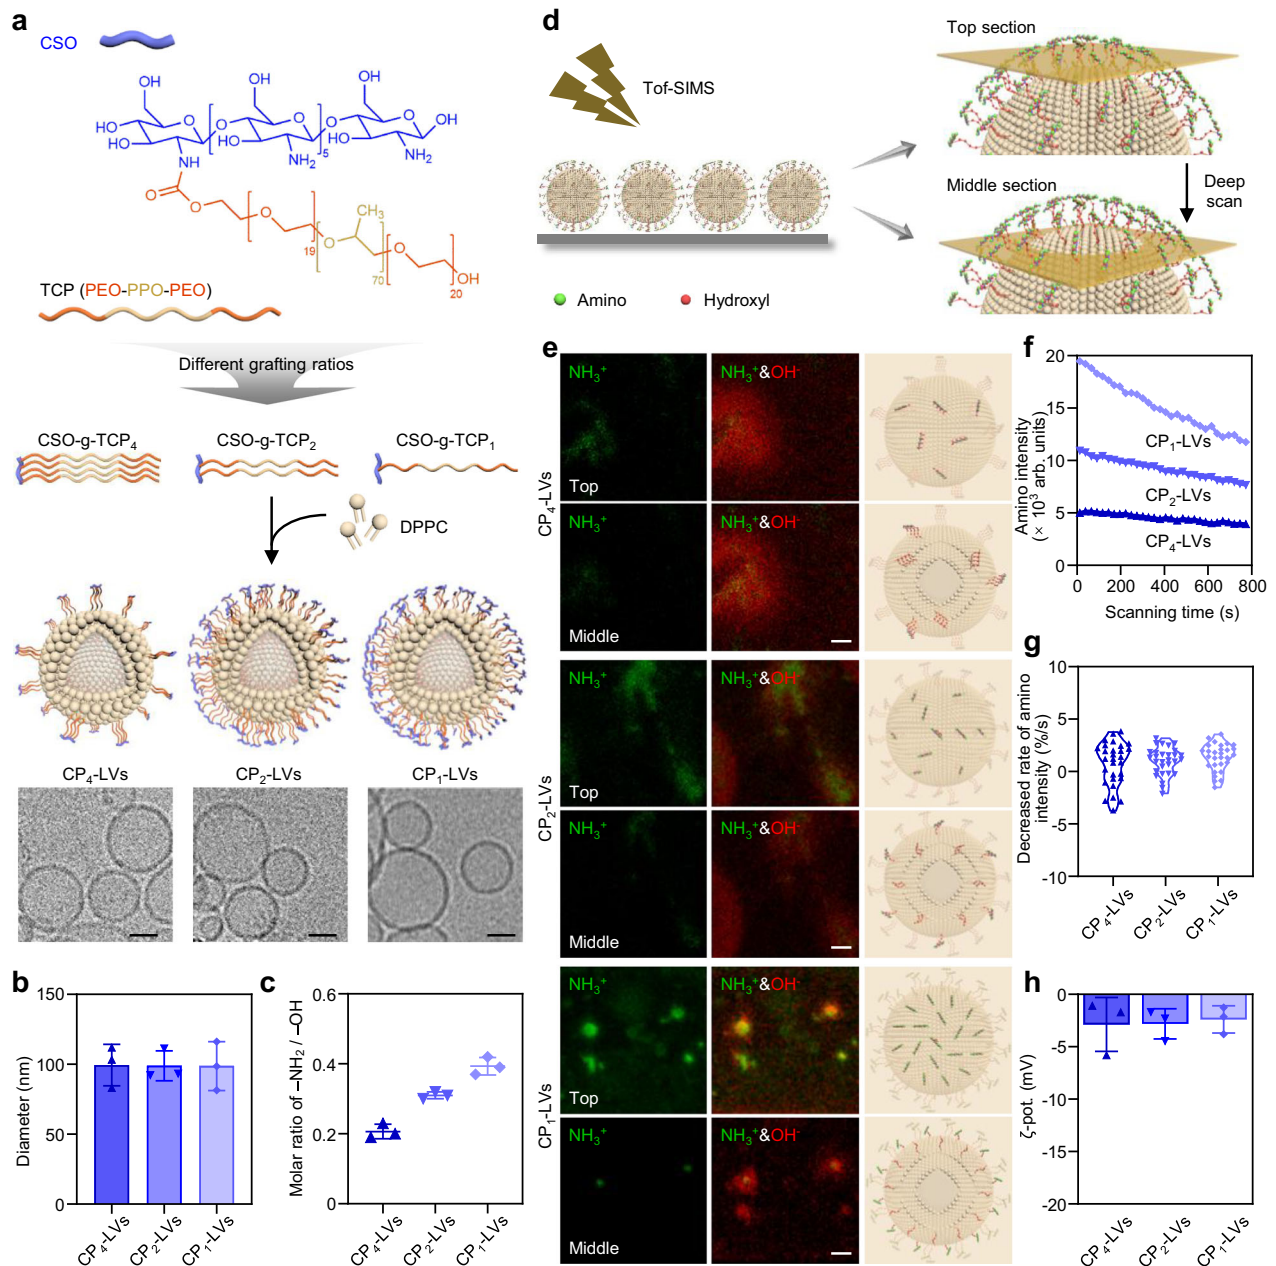 a
CSO
OH
OH
OH
HO
HO
O
O
HO
O
O
HO
O
OH
NH
5
NH₂
NH₂
O
O
O
19
O
CH₃
70
O
20
OH
TCP (PEO-PPO-PEO)
Different grafting ratios
CSO-g-TCP₄
CSO-g-TCP₂
CSO-g-TCP₁
DPPC
CP₄-LVs
CP₂-LVs
CP₁-LVs
b
Diameter (nm)
150
100
50
0
CP₄-LVs
CP₂-LVs
CP₁-LVs
c
Molar ratio of –NH₂ / –OH
0.6
0.4
0.2
0
CP₄-LVs
CP₂-LVs
CP₁-LVs
d
Tof-SIMS
Top section
Middle section
Deep
scan
Amino
Hydroxyl
e
CP₄-LVs
NH₃⁺
Top
NH₃⁺&OH⁻
NH₃⁺
Middle
NH₃⁺&OH⁻
CP₂-LVs
NH₃⁺
Top
NH₃⁺&OH⁻
NH₃⁺
Middle
NH₃⁺&OH⁻
CP₁-LVs
NH₃⁺
Top
NH₃⁺&OH⁻
NH₃⁺
Middle
NH₃⁺&OH⁻
f
Amino intensity
(× 10³ arb. units)
20
15
10
5
0
CP₁-LVs
CP₂-LVs
CP₄-LVs
0
200
400
600
800
Scanning time (s)
g
Decreased rate of amino
intensity (%/s)
10
5
0
-5
-10
CP₄-LVs
CP₂-LVs
CP₁-LVs
h
ζ-pot. (mV)
0
-5
-10
-15
-20
CP₄-LVs
CP₂-LVs
CP₁-LVs